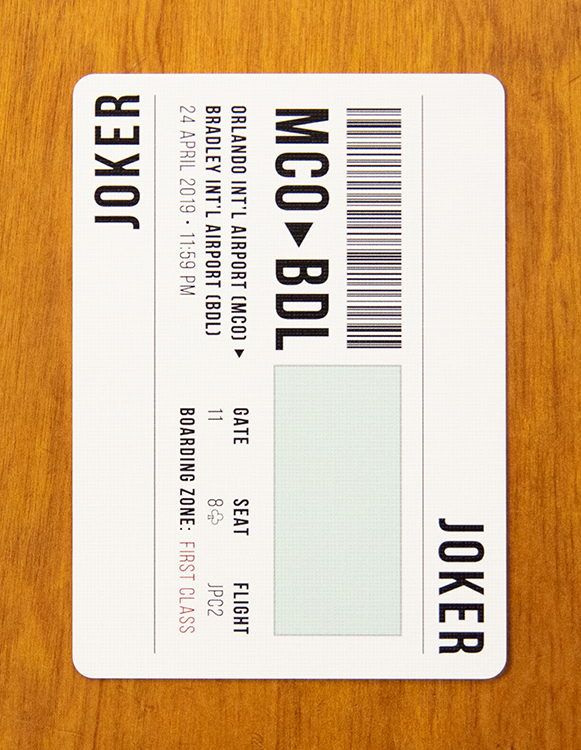 JOKER
MCO ▶ BDL
ORLANDO INT'L AIRPORT (MCO) ▶
BRADLEY INT'L AIRPORT (BDL)
24 APRIL 2019 • 11:59 PM
GATE SEAT FLIGHT
11 8♧ JPC2
BOARDING ZONE: FIRST CLASS
JOKER